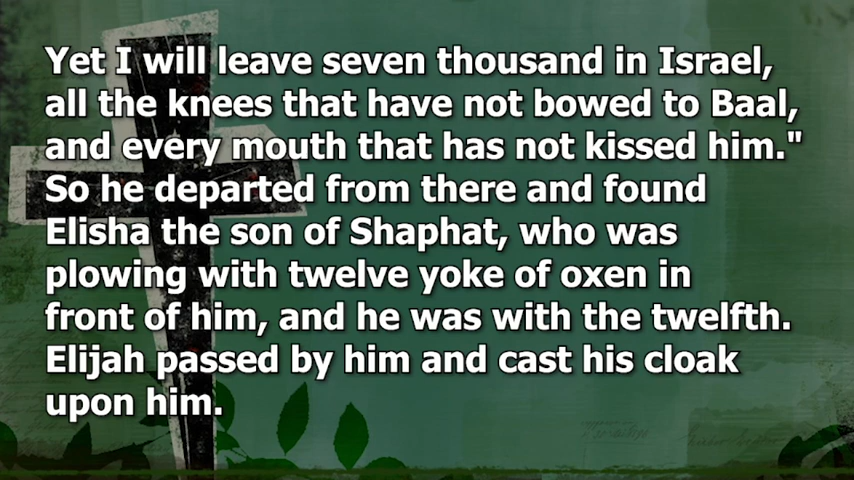 Yet I will leave seven thousand in Israel,
all the knees that have not bowed to Baal,
and every mouth that has not kissed him."
So he departed from there and found
Elisha the son of Shaphat, who was
plowing with twelve yoke of oxen in
front of him, and he was with the twelfth.
Elijah passed by him and cast his cloak
upon him.